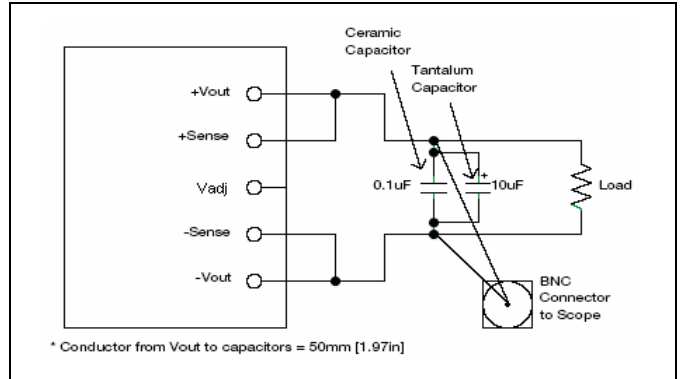 Ceramic
Capacitor
Tantalum
Capacitor
+Vout
+Sense
Vadj
-Sense
-Vout
0.1uF
+
10uF
Load
BNC
Connector
to Scope
* Conductor from Vout to capacitors = 50mm [1.97in]